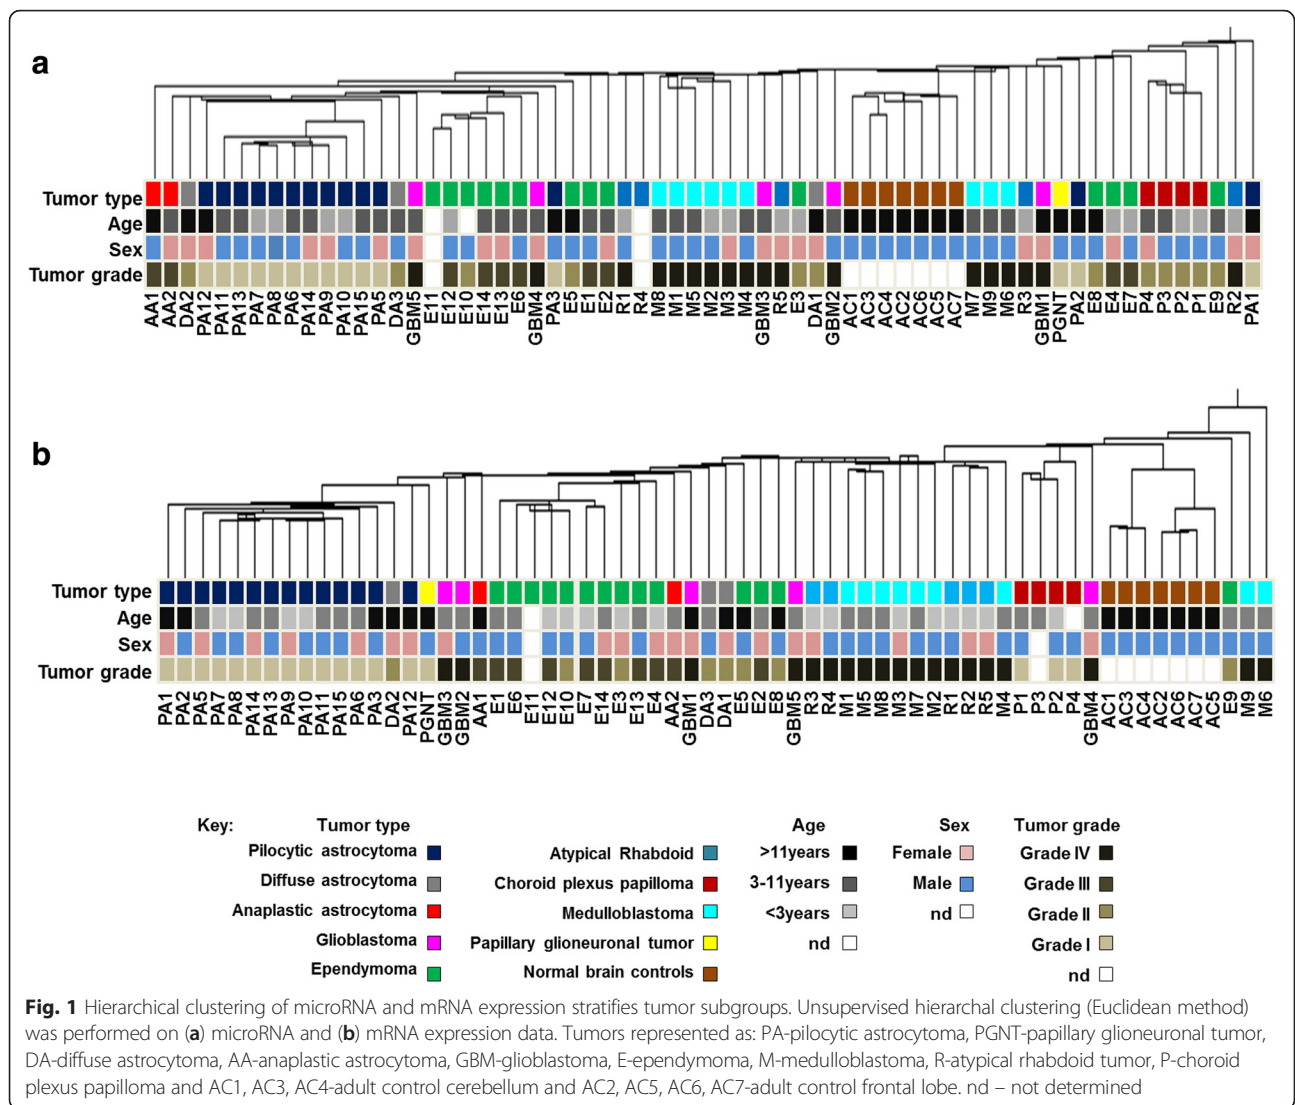 a
Tumor type
Age
Sex
Tumor grade
AA1 AA2 DA2 PA12 PA11 PA13 PA7 PA8 PA6 PA14 PA9 PA10 PA15 PA5 DA3 GBM5 E11 E12 E10 E14 E13 E6 GBM4 PA3 E5 E1 E2 R1 R4 M8 M1 M5 M2 M3 M4 GBM3 R5 E3 DA1 GBM2 AC1 AC3 AC4 AC2 AC6 AC5 AC7 M7 M9 M6 R3 GBM1 PGNT PA2 E8 E4 E7 P4 P3 P2 P1 E9 R2 PA1
b
Tumor type
Age
Sex
Tumor grade
PA1 PA2 PA5 PA7 PA8 PA14 PA13 PA9 PA10 PA11 PA15 PA6 PA3 DA2 PA12 PGNT GBM3 GBM2 AA1 E1 E6 E11 E12 E10 E7 E14 E3 E13 E4 AA2 GBM1 DA3 DA1 E5 E2 E8 GBM5 R3 R4 M1 M5 M8 M3 M7 M2 R1 R2 R5 M4 P1 P3 P2 P4 GBM4 AC1 AC3 AC4 AC2 AC6 AC7 AC5 E9 M9 M6
Key: Tumor type Age Sex Tumor grade
Pilocytic astrocytoma Atypical Rhabdoid >11years Female Grade IV
Diffuse astrocytoma Choroid plexus papilloma 3-11years Male Grade III
Anaplastic astrocytoma Medulloblastoma <3years nd Grade II
Glioblastoma Papillary glioneuronal tumor nd Grade I
Ependymoma Normal brain controls nd
Fig. 1 Hierarchical clustering of microRNA and mRNA expression stratifies tumor subgroups. Unsupervised hierarchal clustering (Euclidean method)
was performed on (a) microRNA and (b) mRNA expression data. Tumors represented as: PA-pilocytic astrocytoma, PGNT-papillary glioneuronal tumor,
DA-diffuse astrocytoma, AA-anaplastic astrocytoma, GBM-glioblastoma, E-ependymoma, M-medulloblastoma, R-atypical rhabdoid tumor, P-choroid
plexus papilloma and AC1, AC3, AC4-adult control cerebellum and AC2, AC5, AC6, AC7-adult control frontal lobe. nd – not determined